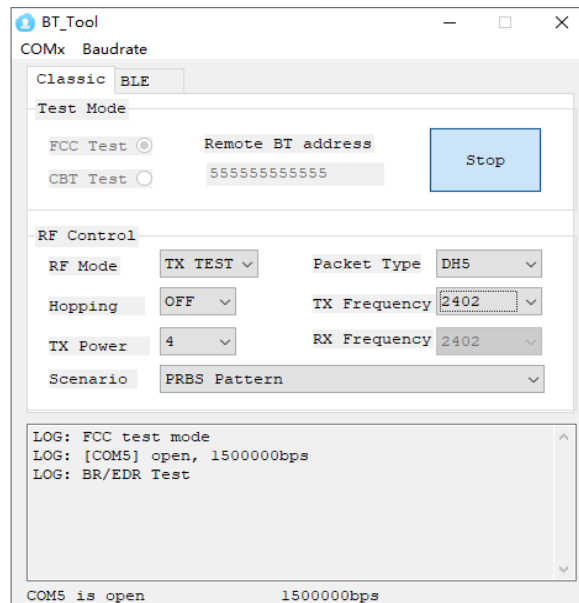 BT_Tool
COMx Baudrate
Classic BLE
Test Mode
FCC Test Remote BT address Stop
CBT Test 555555555555
RF Control
RF Mode TX TEST Packet Type DH5
Hopping OFF TX Frequency 2402
TX Power 4 RX Frequency 2402
Scenario PRBS Pattern
LOG: FCC test mode
LOG: [COM5] open, 1500000bps
LOG: BR/EDR Test
COM5 is open 1500000bps